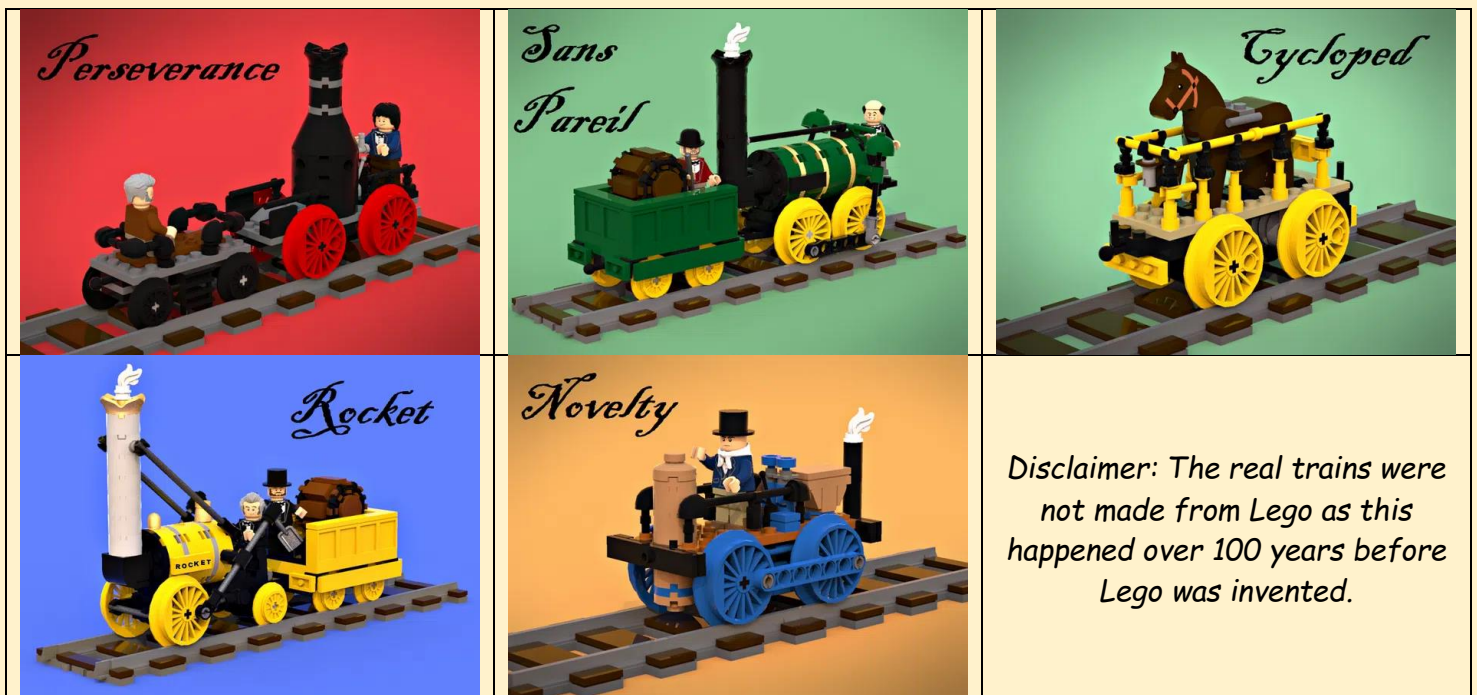 Perseverance
Sans
Pareil
Cycloped
Rocket
ROCKET
Novelty
Disclaimer: The real trains were
not made from Lego as this
happened over 100 years before
Lego was invented.